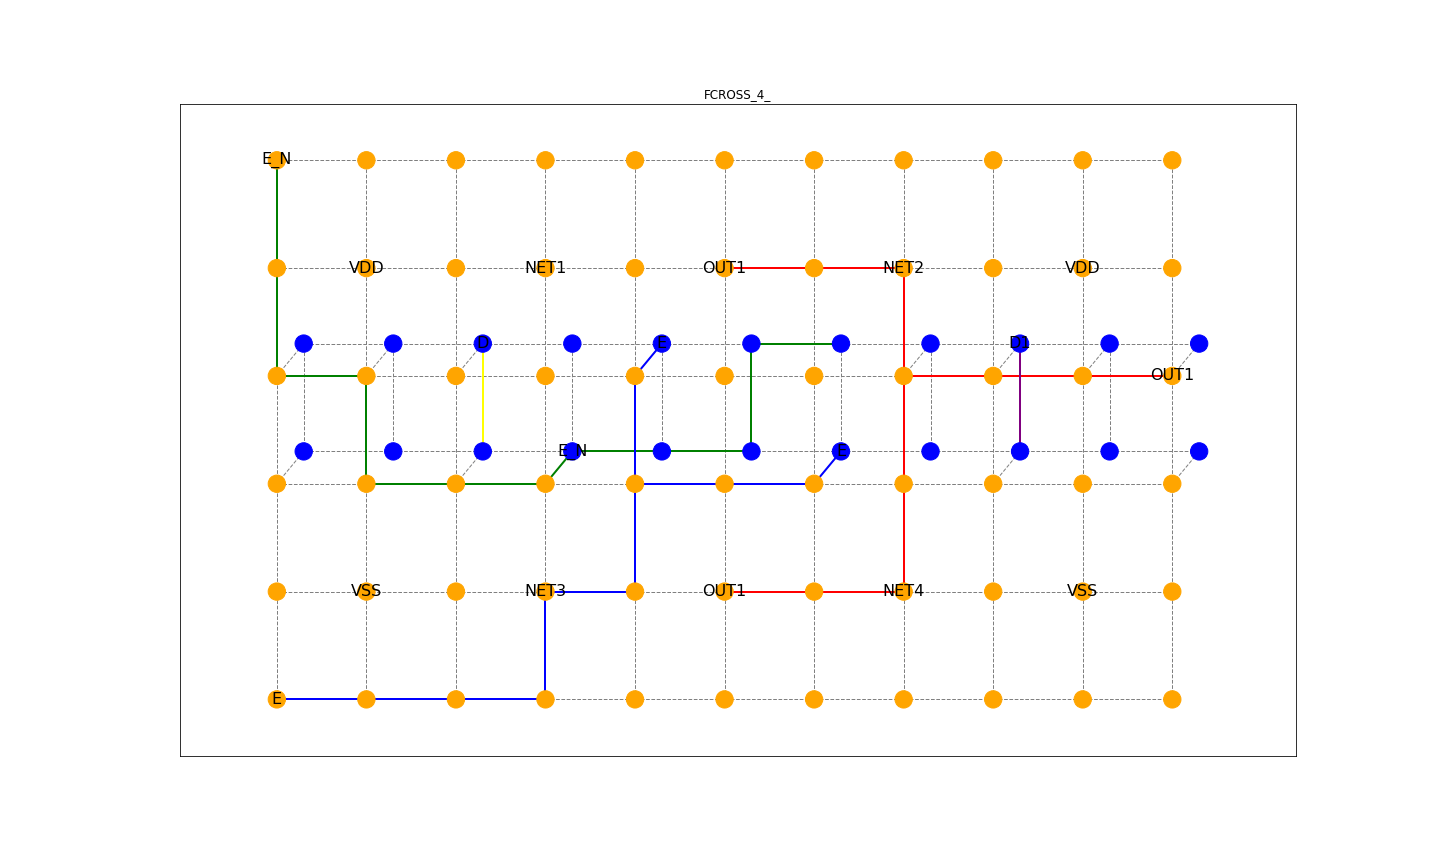 FCROSS_4_
E_N
VDD NET1 OUT1 NET2 VDD
D E D1
OUT1
E_N E
VSS NET3 OUT1 NET4 VSS
E